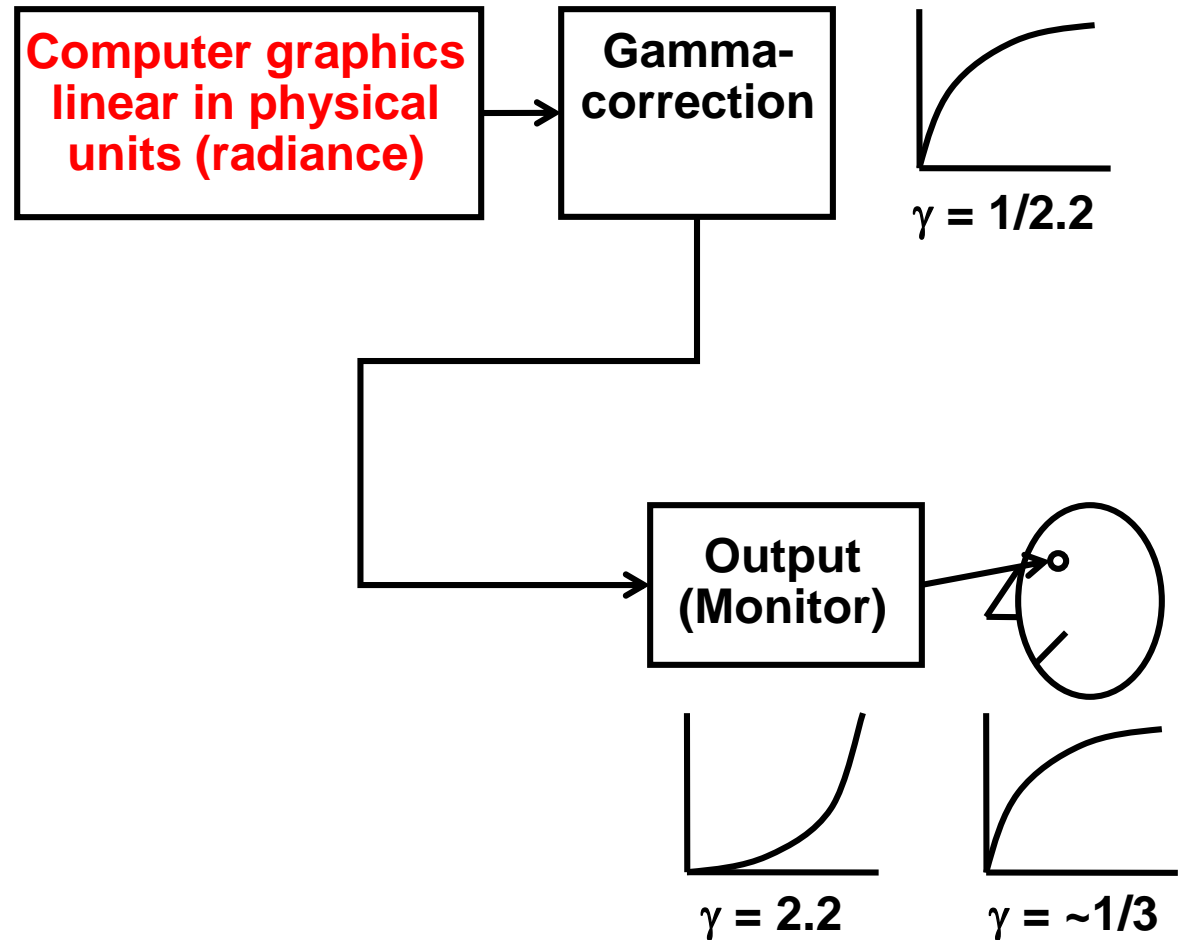 Computer graphics
linear in physical
units (radiance)
Gamma-
correction
γ = 1/2.2
Output
(Monitor)
γ = 2.2
γ = ~1/3